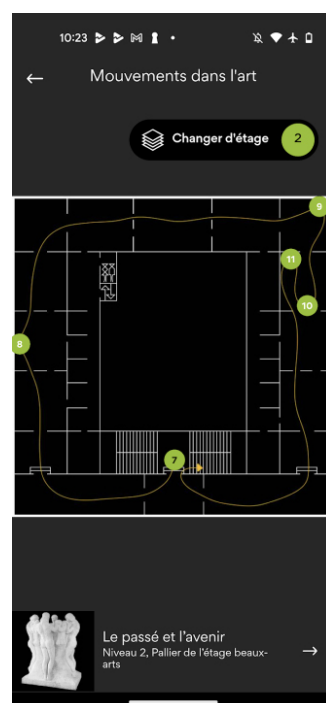 10:23
Mouvements dans l'art
Changer d'étage 2
9
11
10
8
7
Le passé et l'avenir
Niveau 2, Pallier de l'étage beaux-
arts